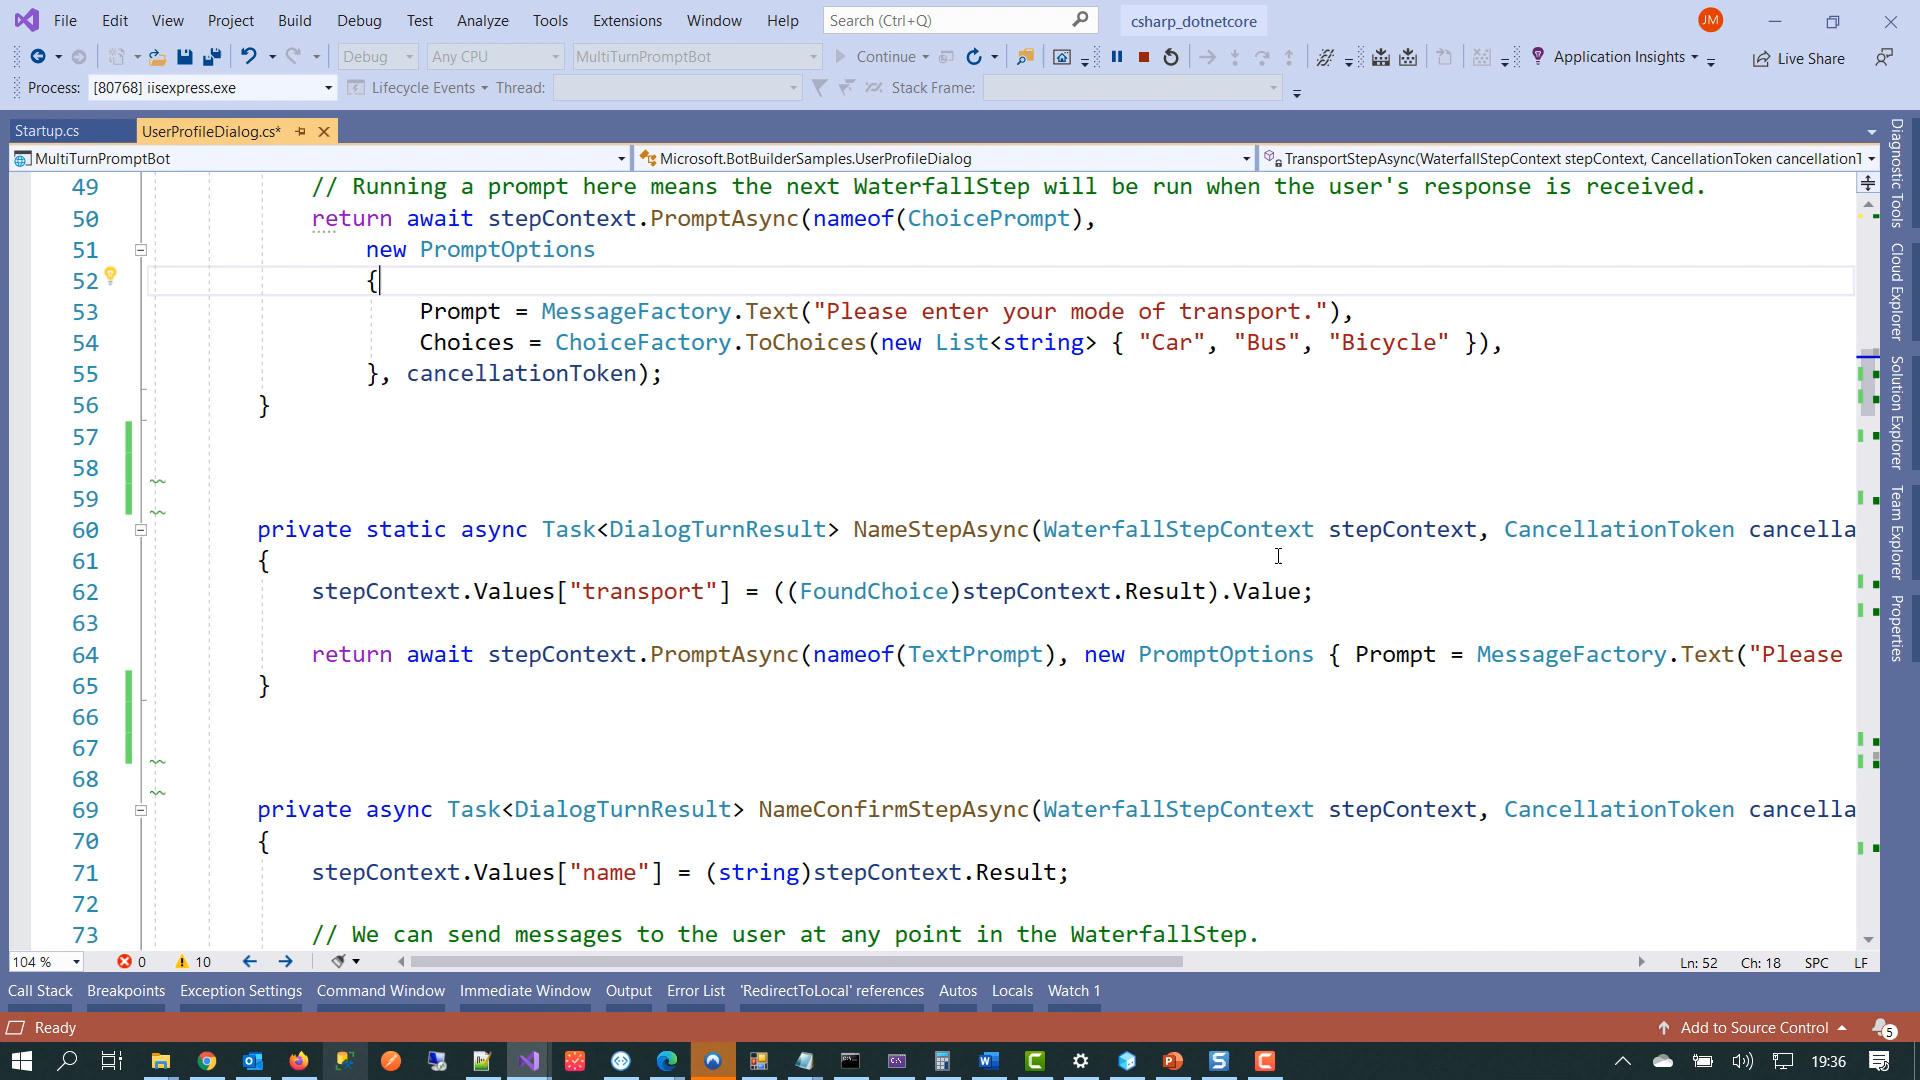 File Edit View Project Build Debug Test Analyze Tools Extensions Window Help Search (Ctrl+Q) csharp_dotnetcore JM
Debug Any CPU MultiTurnPromptBot Continue Application Insights Live Share
Process: [80768] iisexpress.exe Lifecycle Events Thread: Stack Frame:
Startup.cs UserProfileDialog.cs*
MultiTurnPromptBot Microsoft.BotBuilderSamples.UserProfileDialog TransportStepAsync(WaterfallStepContext stepContext, CancellationToken cancellationT
49 // Running a prompt here means the next WaterfallStep will be run when the user's response is received.
50 return await stepContext.PromptAsync(nameof(ChoicePrompt),
51 new PromptOptions
52 {
53 Prompt = MessageFactory.Text("Please enter your mode of transport."),
54 Choices = ChoiceFactory.ToChoices(new List<string> { "Car", "Bus", "Bicycle" }),
55 }, cancellationToken);
56 }
57
58
59
60 private static async Task<DialogTurnResult> NameStepAsync(WaterfallStepContext stepContext, CancellationToken cancella
61 {
62 stepContext.Values["transport"] = ((FoundChoice)stepContext.Result).Value;
63
64 return await stepContext.PromptAsync(nameof(TextPrompt), new PromptOptions { Prompt = MessageFactory.Text("Please
65 }
66
67
68
69 private async Task<DialogTurnResult> NameConfirmStepAsync(WaterfallStepContext stepContext, CancellationToken cancella
70 {
71 stepContext.Values["name"] = (string)stepContext.Result;
72
73 // We can send messages to the user at any point in the WaterfallStep.
Diagnostic Tools
Cloud Explorer
Solution Explorer
Team Explorer
Properties
104 % 0 10 Ln: 52 Ch: 18 SPC LF
Call Stack Breakpoints Exception Settings Command Window Immediate Window Output Error List 'RedirectToLocal' references Autos Locals Watch 1
Ready Add to Source Control 5
19:36